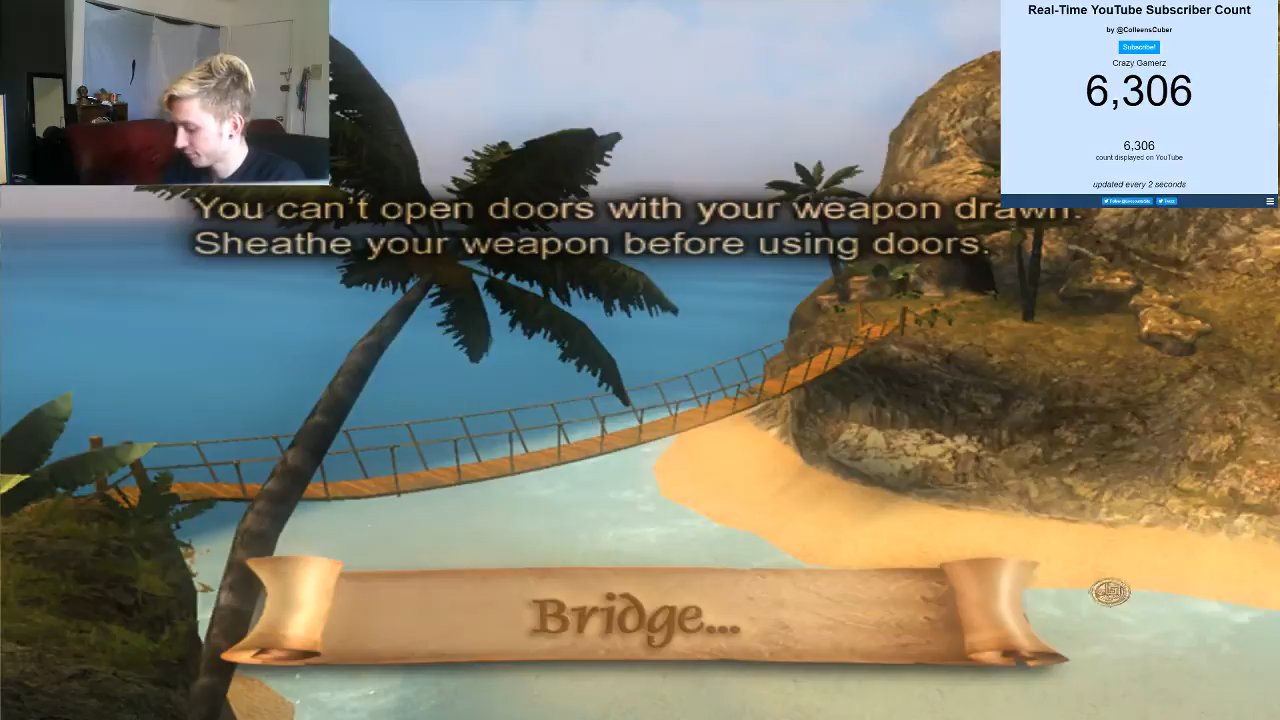 Real-Time YouTube Subscriber Count
by @ColleensCuber
Subscribe!
Crazy Gamerz
6,306
6,306
count displayed on YouTube
updated every 2 seconds
You can't open doors with your weapon drawn.
Sheathe your weapon before using doors.
Bridge...